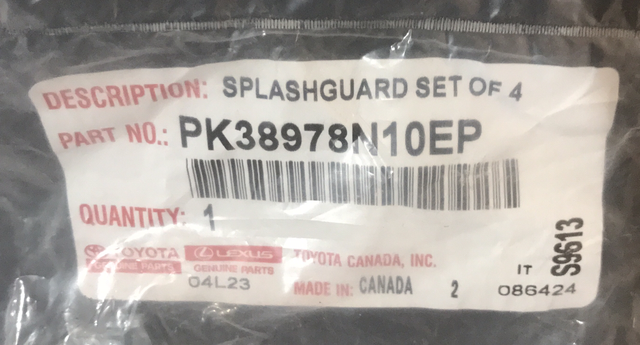 DESCRIPTION: SPLASHGUARD SET OF 4
PART NO.: PK38978N10EP
QUANTITY: 1
TOYOTA LEXUS TOYOTA CANADA, INC.
GENUINE PARTS GENUINE PARTS
04L23 MADE IN: CANADA 2
IT 086424
S9613